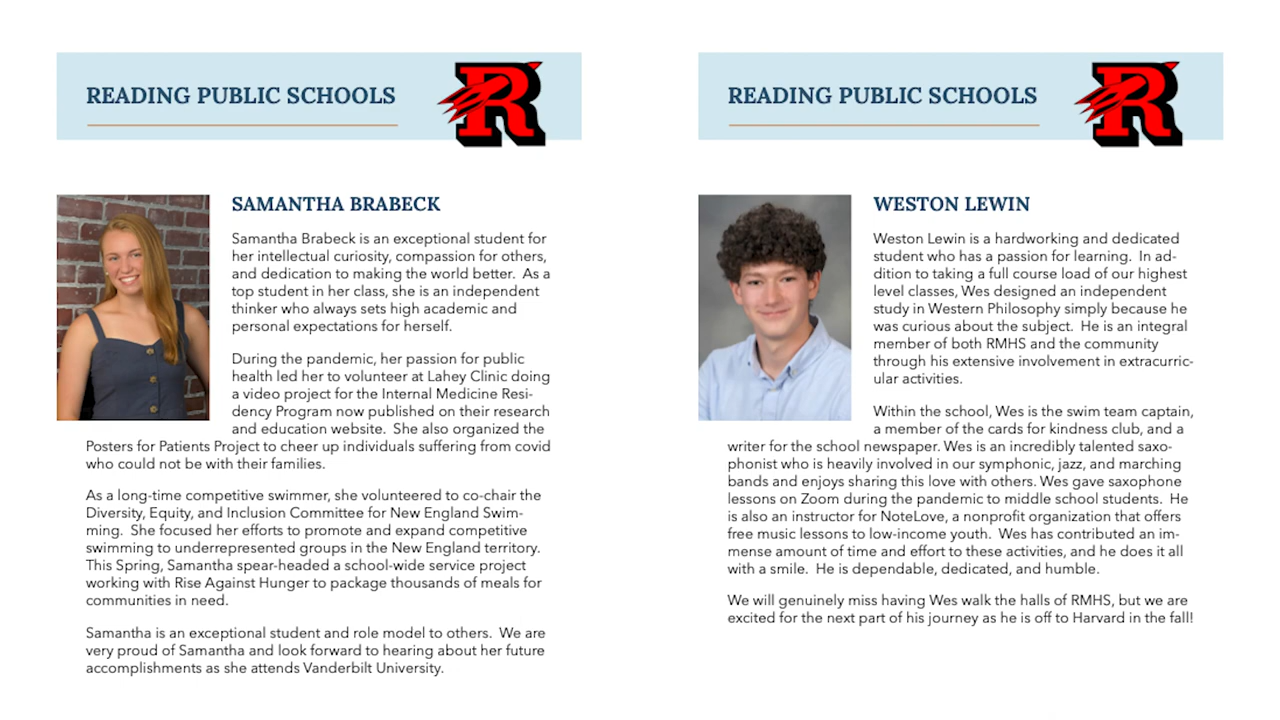 READING PUBLIC SCHOOLS
R
SAMANTHA BRABECK
Samantha Brabeck is an exceptional student for
her intellectual curiosity, compassion for others,
and dedication to making the world better.  As a
top student in her class, she is an independent
thinker who always sets high academic and
personal expectations for herself.
During the pandemic, her passion for public
health led her to volunteer at Lahey Clinic doing
a video project for the Internal Medicine Resi-
dency Program now published on their research
and education website.  She also organized the
Posters for Patients Project to cheer up individuals suffering from covid
who could not be with their families.
As a long-time competitive swimmer, she volunteered to co-chair the
Diversity, Equity, and Inclusion Committee for New England Swim-
ming.  She focused her efforts to promote and expand competitive
swimming to underrepresented groups in the New England territory.
This Spring, Samantha spear-headed a school-wide service project
working with Rise Against Hunger to package thousands of meals for
communities in need.
Samantha is an exceptional student and role model to others.  We are
very proud of Samantha and look forward to hearing about her future
accomplishments as she attends Vanderbilt University.
READING PUBLIC SCHOOLS
R
WESTON LEWIN
Weston Lewin is a hardworking and dedicated
student who has a passion for learning.  In ad-
dition to taking a full course load of our highest
level classes, Wes designed an independent
study in Western Philosophy simply because he
was curious about the subject.  He is an integral
member of both RMHS and the community
through his extensive involvement in extracurric-
ular activities.
Within the school, Wes is the swim team captain,
a member of the cards for kindness club, and a
writer for the school newspaper. Wes is an incredibly talented saxo-
phonist who is heavily involved in our symphonic, jazz, and marching
bands and enjoys sharing this love with others. Wes gave saxophone
lessons on Zoom during the pandemic to middle school students.  He
is also an instructor for NoteLove, a nonprofit organization that offers
free music lessons to low-income youth.  Wes has contributed an im-
mense amount of time and effort to these activities, and he does it all
with a smile.  He is dependable, dedicated, and humble.
We will genuinely miss having Wes walk the halls of RMHS, but we are
excited for the next part of his journey as he is off to Harvard in the fall!